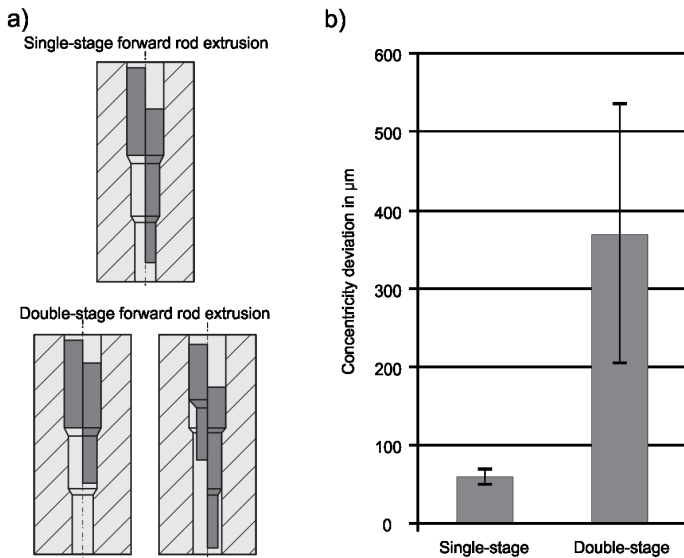 a)
Single-stage forward rod extrusion
Double-stage forward rod extrusion
b)
Concentricity deviation in µm
600
500
400
300
200
100
0
Single-stage
Double-stage